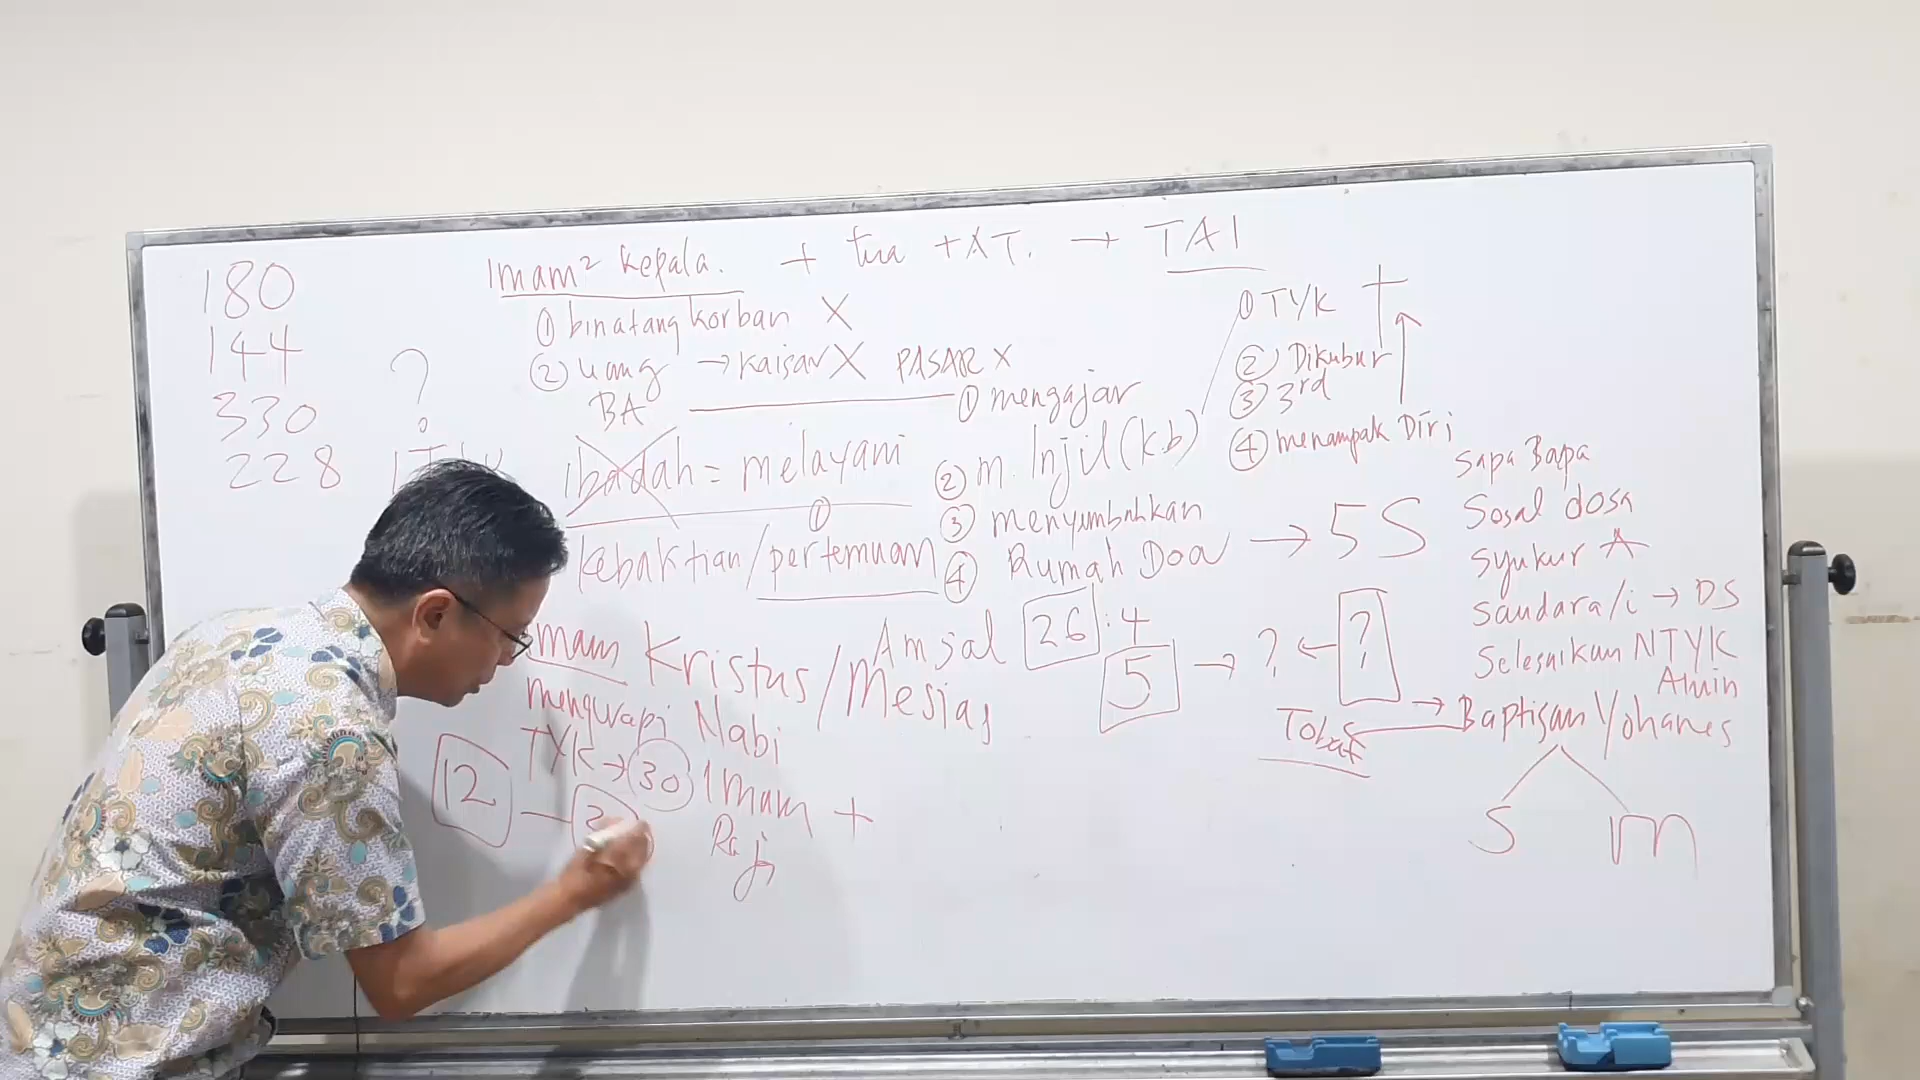 180
144
330 ?
228
Imam² kepala. + tua + AT. → TAI
① binatang korban X
② uang → kaisar X PASAR X
BA
ibadah = melayani
①
kebaktian/pertemuan
① mengajar
② m. Injil (k.b)
③ menyembahkan
④ Rumah Doa → 5S
① TYK
② Dikubur
③ 3rd
④ menampak Diri
Sapa Bapa
Sosal dosa
Syukur A
Saudara/i → DS
Selesaikan NTYK
Amin
Amsal 26:4
5 → ? ← ?
→ Baptisan Yohanes
Tobat
S m
Kristus/Mesias
mengurapi Nabi
TYK → 30 Imam +
12
Raja